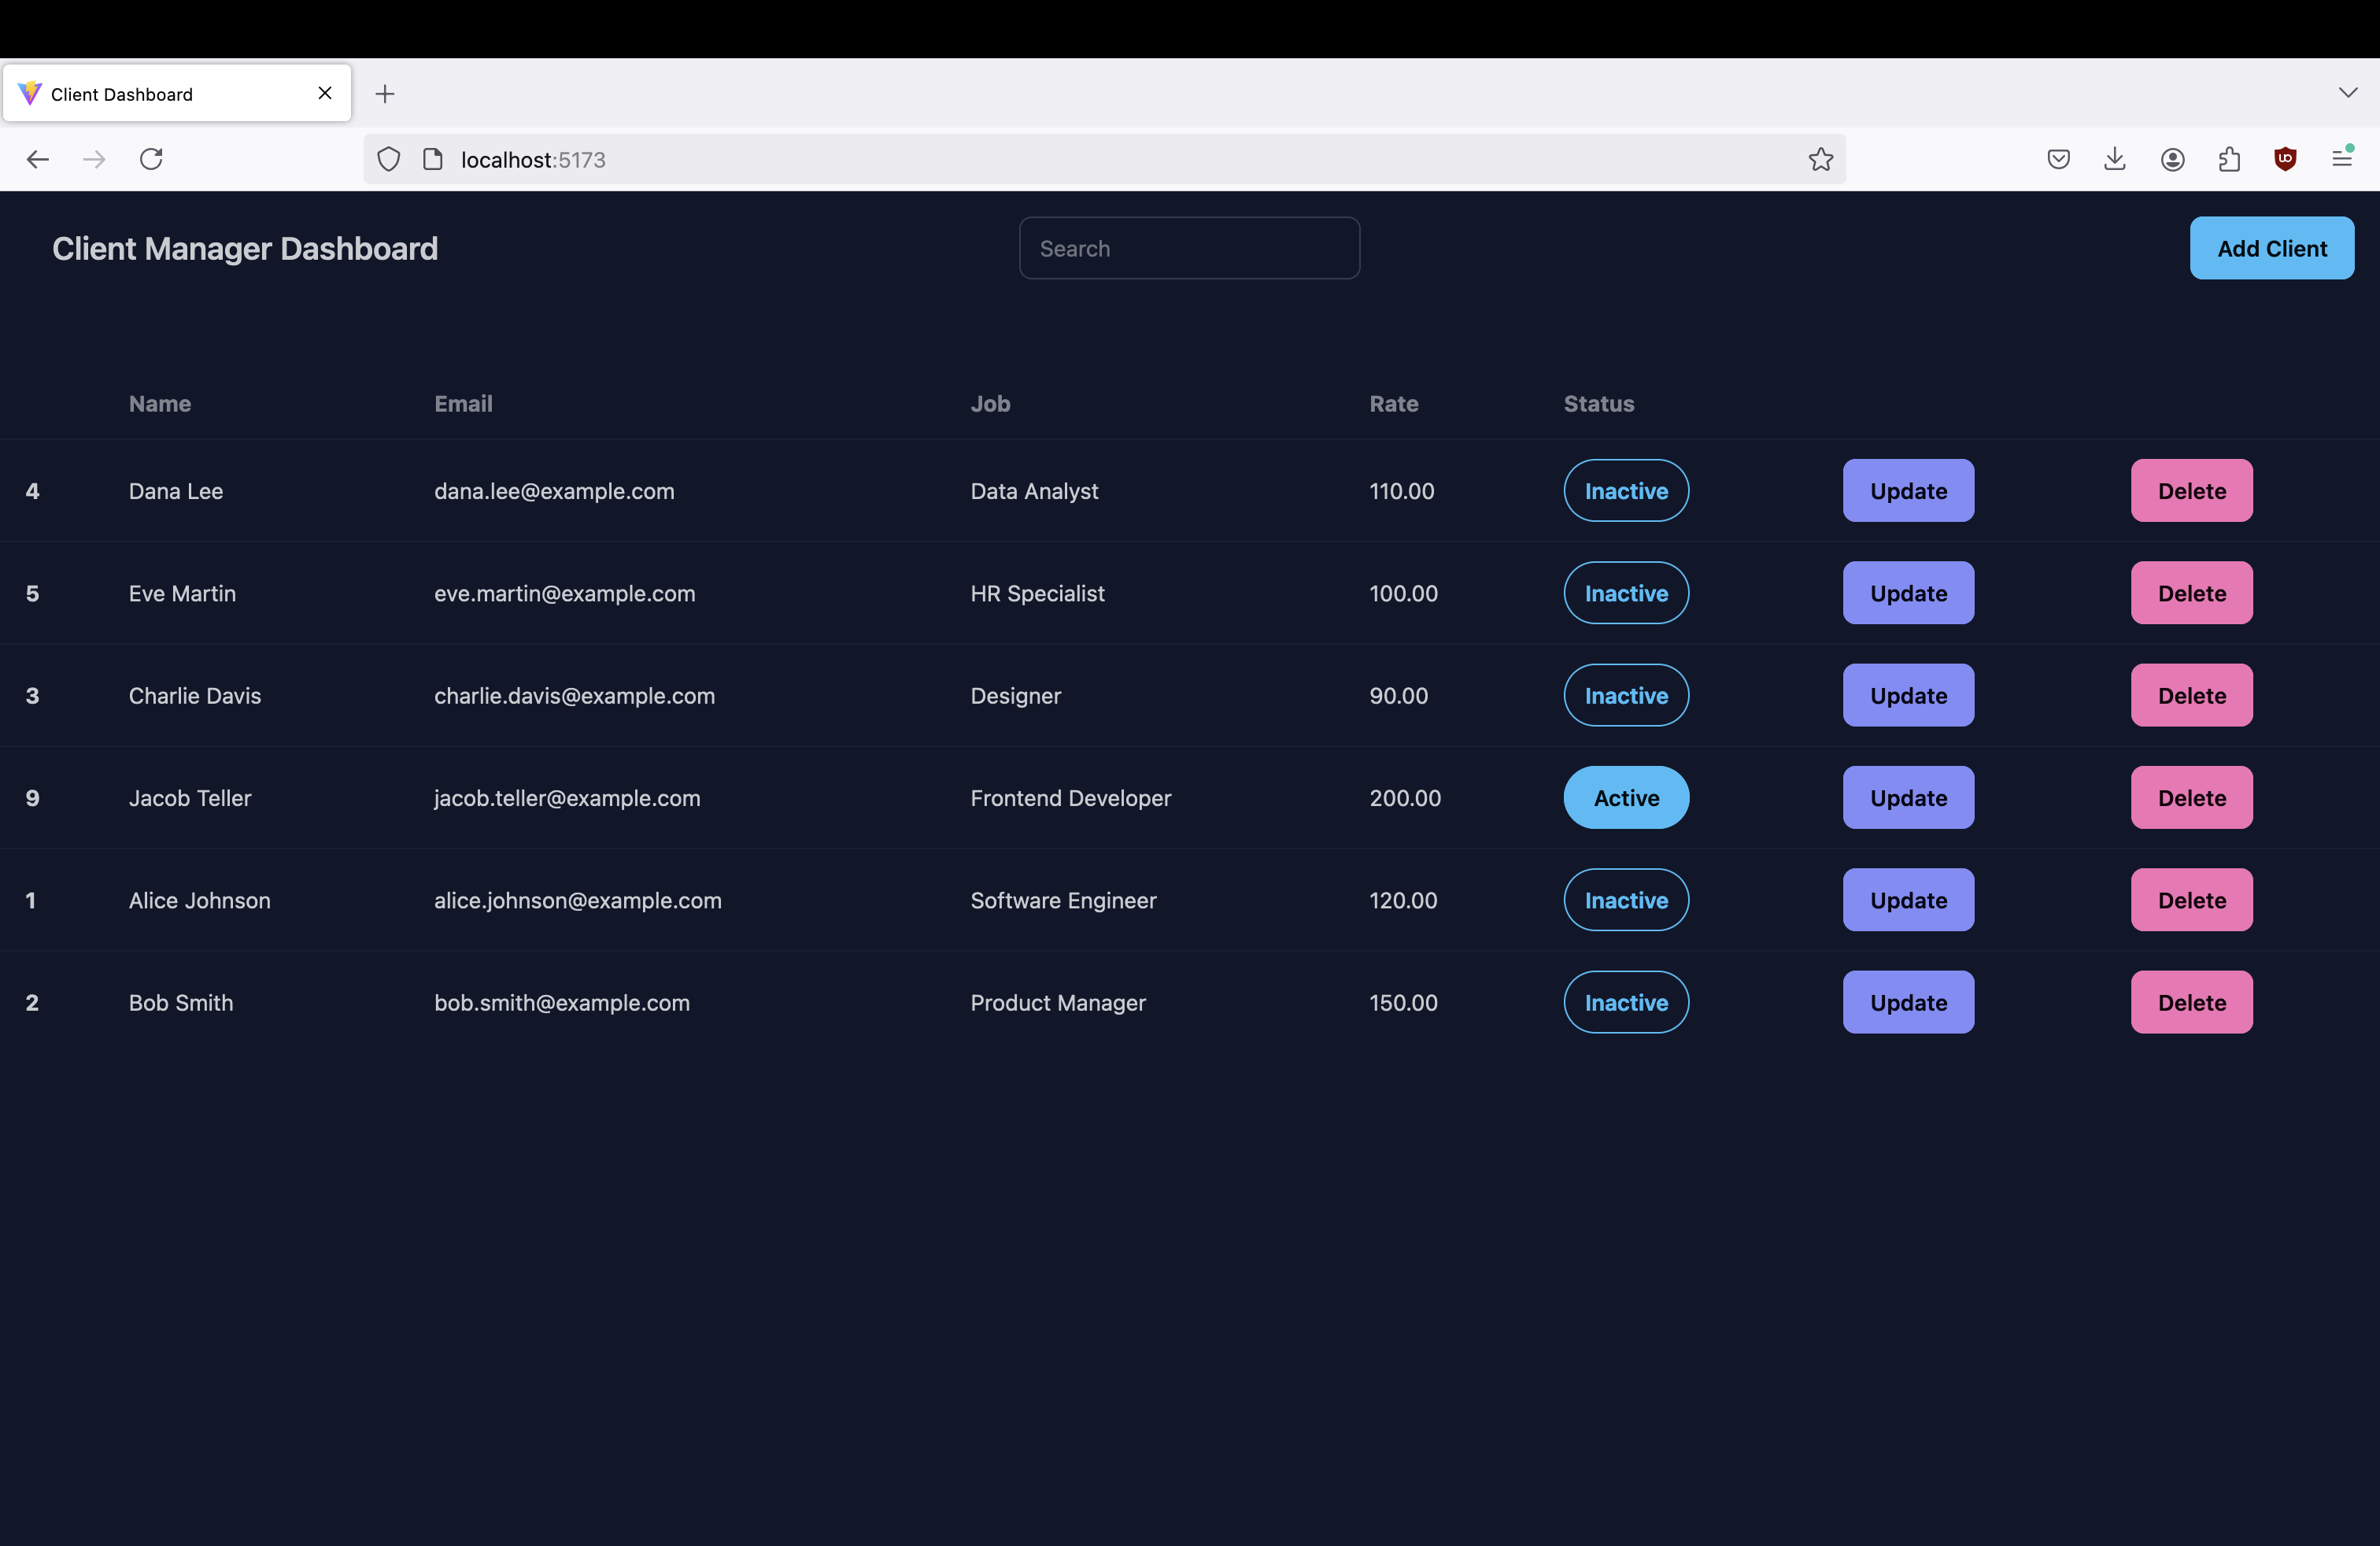 Client Dashboard
localhost:5173
Client Manager Dashboard Search Add Client
Name Email Job Rate Status
4 Dana Lee dana.lee@example.com Data Analyst 110.00 Inactive Update Delete
5 Eve Martin eve.martin@example.com HR Specialist 100.00 Inactive Update Delete
3 Charlie Davis charlie.davis@example.com Designer 90.00 Inactive Update Delete
9 Jacob Teller jacob.teller@example.com Frontend Developer 200.00 Active Update Delete
1 Alice Johnson alice.johnson@example.com Software Engineer 120.00 Inactive Update Delete
2 Bob Smith bob.smith@example.com Product Manager 150.00 Inactive Update Delete